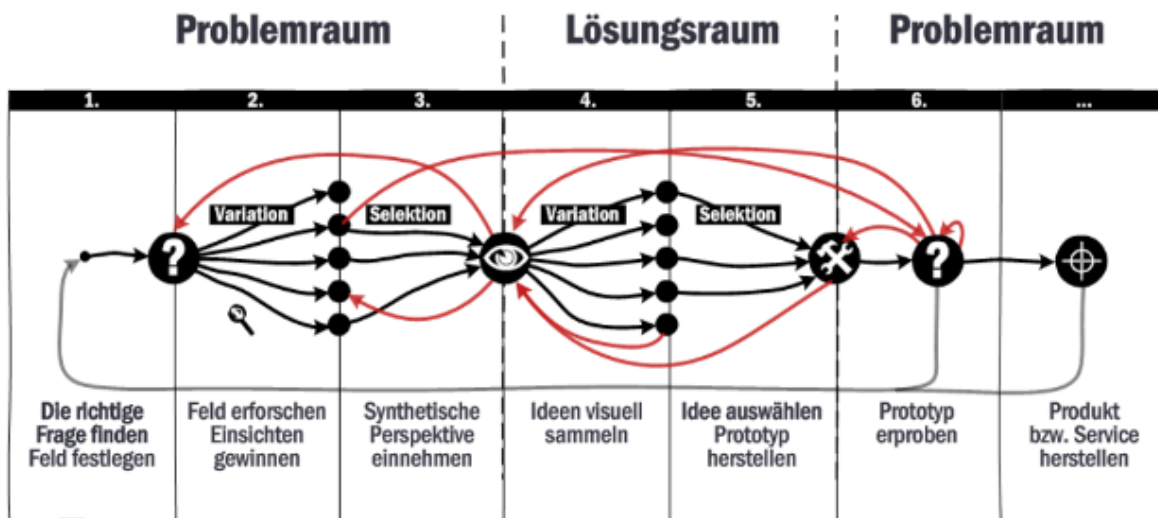 Problemraum
Lösungsraum
Problemraum
1.
2.
3.
4.
5.
6.
...
Variation
Selektion
Variation
Selektion
?
?
Die richtige
Frage finden
Feld festlegen
Feld erforschen
Einsichten
gewinnen
Synthetische
Perspektive
einnehmen
Ideen visuell
sammeln
Idee auswählen
Prototyp
herstellen
Prototyp
erproben
Produkt
bzw. Service
herstellen